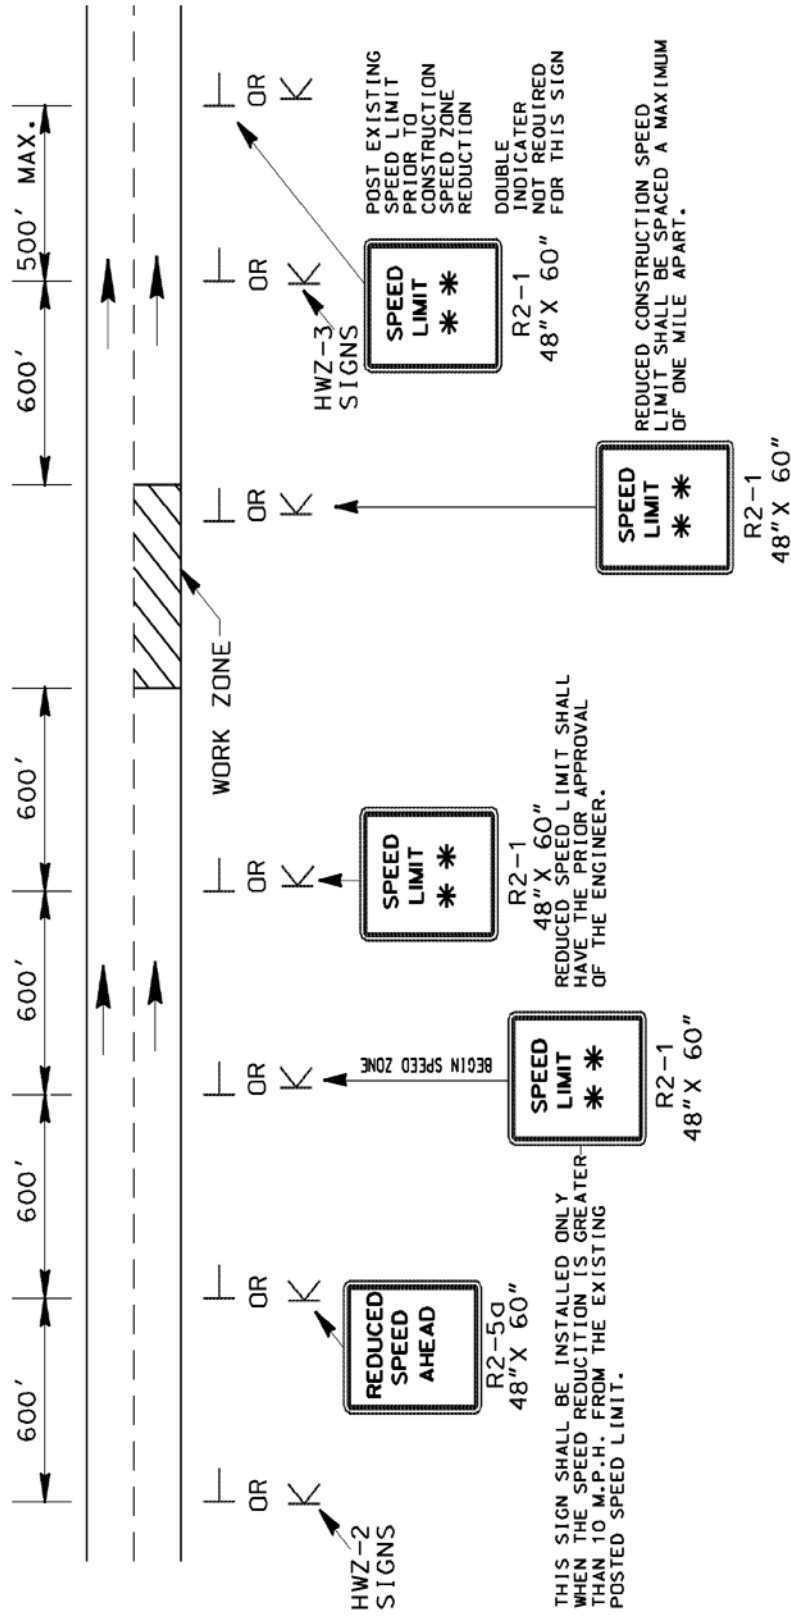 600'
600'
600'
600'
600'
500' MAX.
OR
OR
OR
OR
OR
OR
OR
HWZ-2
SIGNS
REDUCED
SPEED
AHEAD
R2-5a
48"X 60"
BEGIN SPEED ZONE
SPEED
LIMIT
* *
R2-1
48"X 60"
THIS SIGN SHALL BE INSTALLED ONLY
WHEN THE SPEED REDUCITION IS GREATER
THAN 10 M.P.H. FROM THE EXISTING
POSTED SPEED LIMIT.
SPEED
LIMIT
* *
R2-1
48"X 60"
REDUCED SPEED LIMIT SHALL
HAVE THE PRIOR APPROVAL
OF THE ENGINEER.
WORK ZONE
SPEED
LIMIT
* *
R2-1
48"X 60"
REDUCED CONSTRUCTION SPEED
LIMIT SHALL BE SPACED A MAXIMUM
OF ONE MILE APART.
HWZ-3
SIGNS
SPEED
LIMIT
* *
R2-1
48"X 60"
POST EXISTING
SPEED LIMIT
PRIOR TO
CONSTRUCTION
SPEED ZONE
REDUCTION
DOUBLE
INDICATER
NOT REQUIRED
FOR THIS SIGN